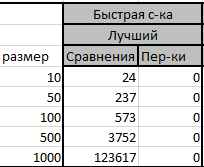 Быстрая с-ка
Лучший
размер Сравнения Пер-ки
10 24 0
50 237 0
100 573 0
500 3752 0
1000 123617 0